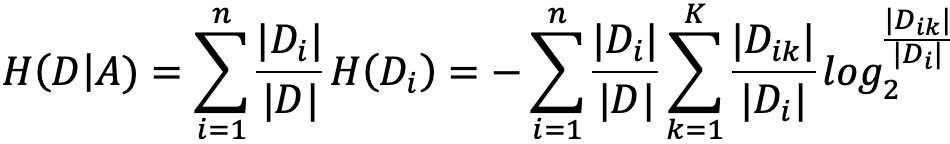 $H(D|A) = \sum_{i=1}^{n} \frac{|D_i|}{|D|} H(D_i) = - \sum_{i=1}^{n} \frac{|D_i|}{|D|} \sum_{k=1}^{K} \frac{|D_{ik}|}{|D_i|} log_2^{\frac{|D_{ik}|}{|D_i|}}$